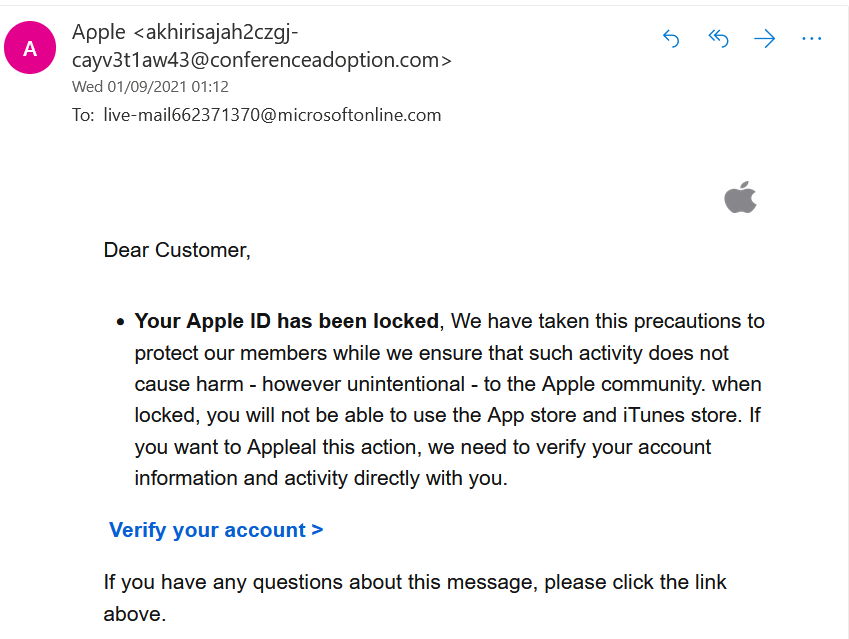 A
Apple <akhirisajah2czgj-
cayv3t1aw43@conferenceadoption.com>
Wed 01/09/2021 01:12
To: live-mail662371370@microsoftonline.com
Dear Customer,
• Your Apple ID has been locked, We have taken this precautions to
protect our members while we ensure that such activity does not
cause harm - however unintentional - to the Apple community. when
locked, you will not be able to use the App store and iTunes store. If
you want to Appleal this action, we need to verify your account
information and activity directly with you.
Verify your account >
If you have any questions about this message, please click the link
above.